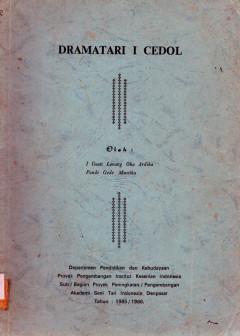 DRAMATARI I CEDOL
Oleh :
I Gusti Lanang Oka Ardika
Pande Gede Mustika
Departemen Pendidikan dan Kebudayaan
Proyek Pengembangan Institut Kesenian Indonesia
Sub / Bagian Proyek Peningkatan / Pengembangan
Akademi Seni Tari Indonesia Denpasar
Tahun : 1985 / 1986.